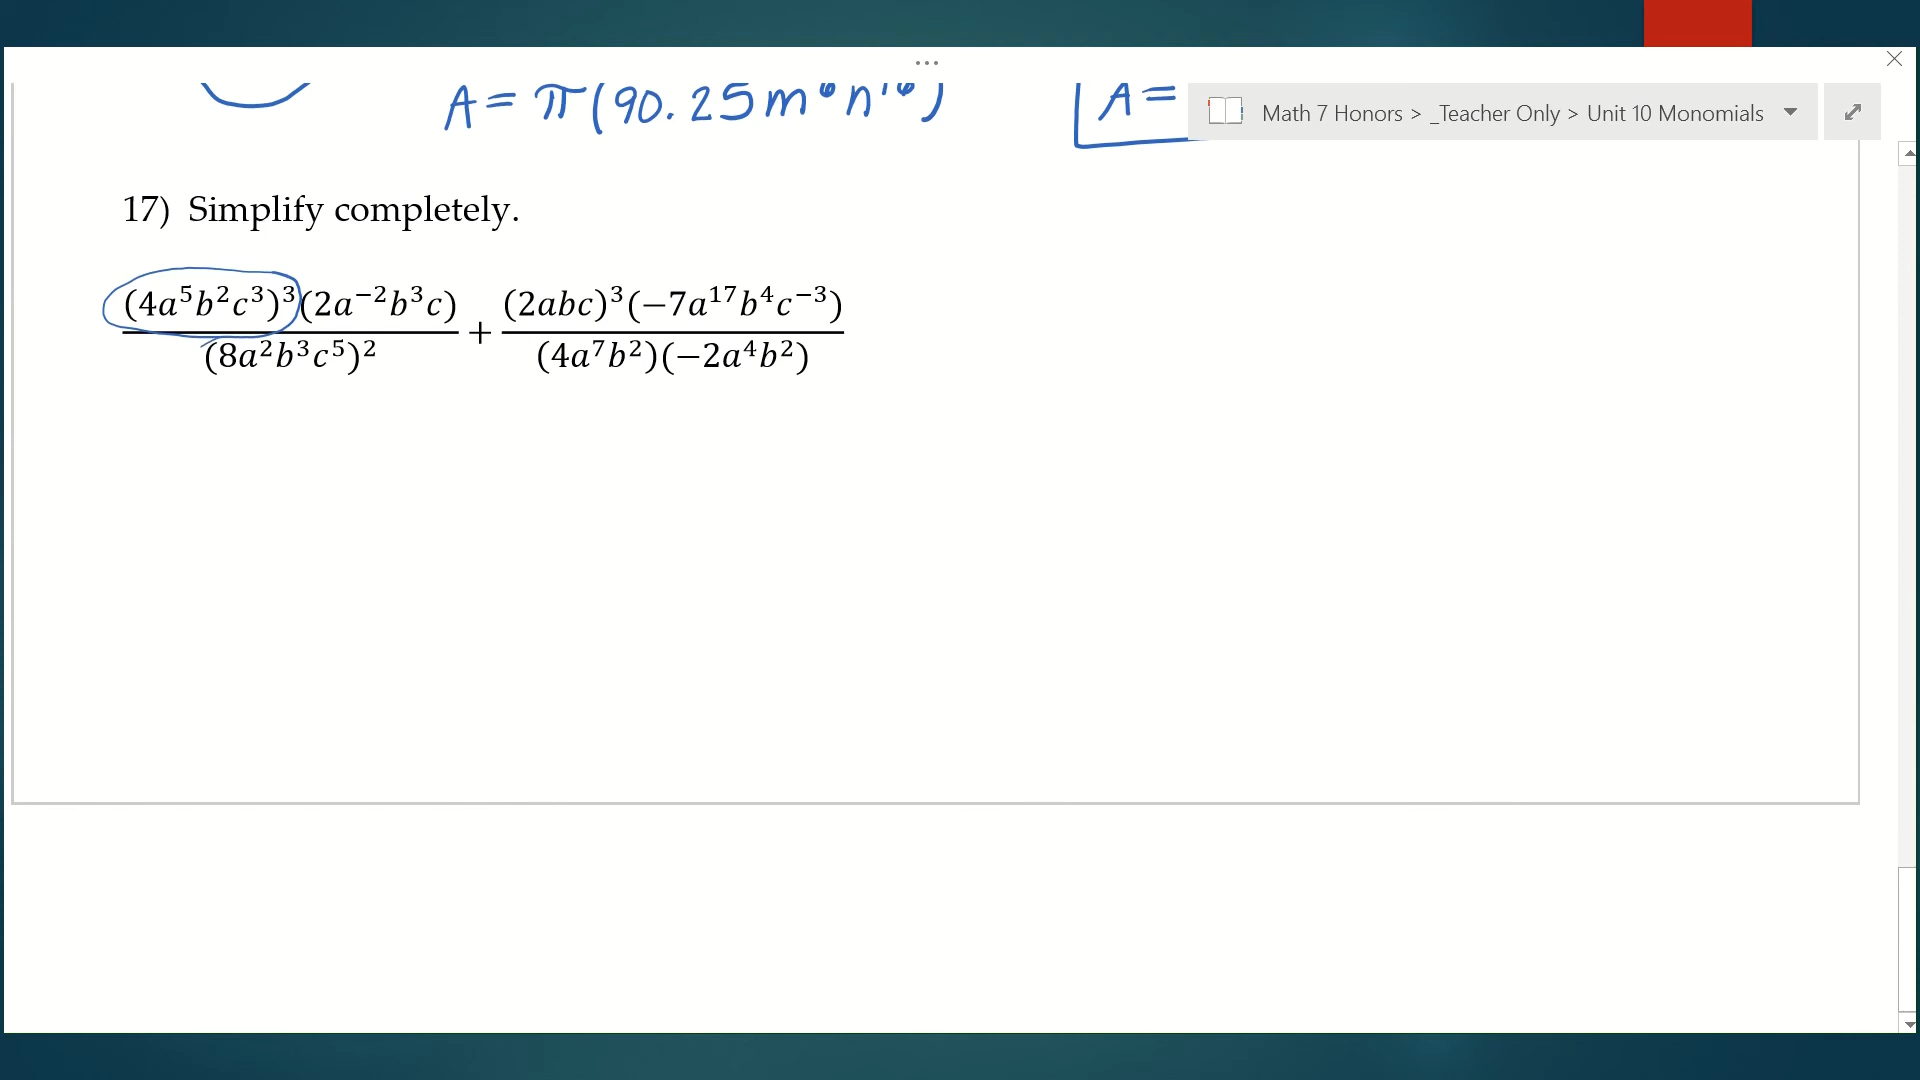 A = π(90.25m⁶n¹⁶)
A =
Math 7 Honors > _Teacher Only > Unit 10 Monomials
17) Simplify completely.
(4a⁵b²c³)³(2a⁻²b³c)/(8a²b³c⁵)² + (2abc)³(−7a¹⁷b⁴c⁻³)/(4a⁷b²)(−2a⁴b²)